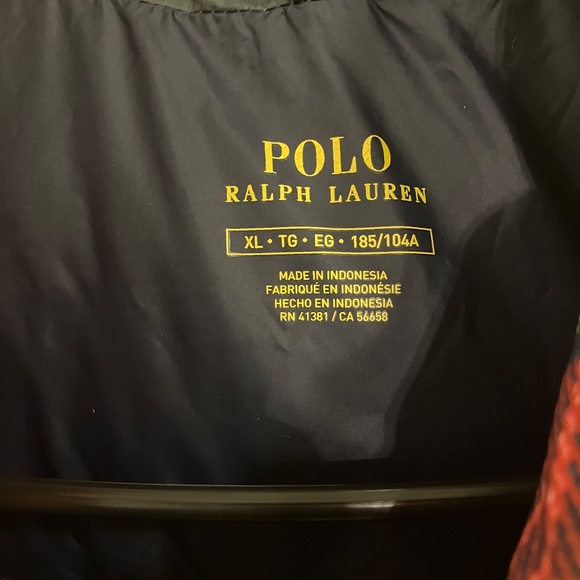 POLO
RALPH LAUREN
XL • TG • EG • 185/104A
MADE IN INDONESIA
FABRIQUÉ EN INDONÉSIE
HECHO EN INDONESIA
RN 41381 / CA 56658